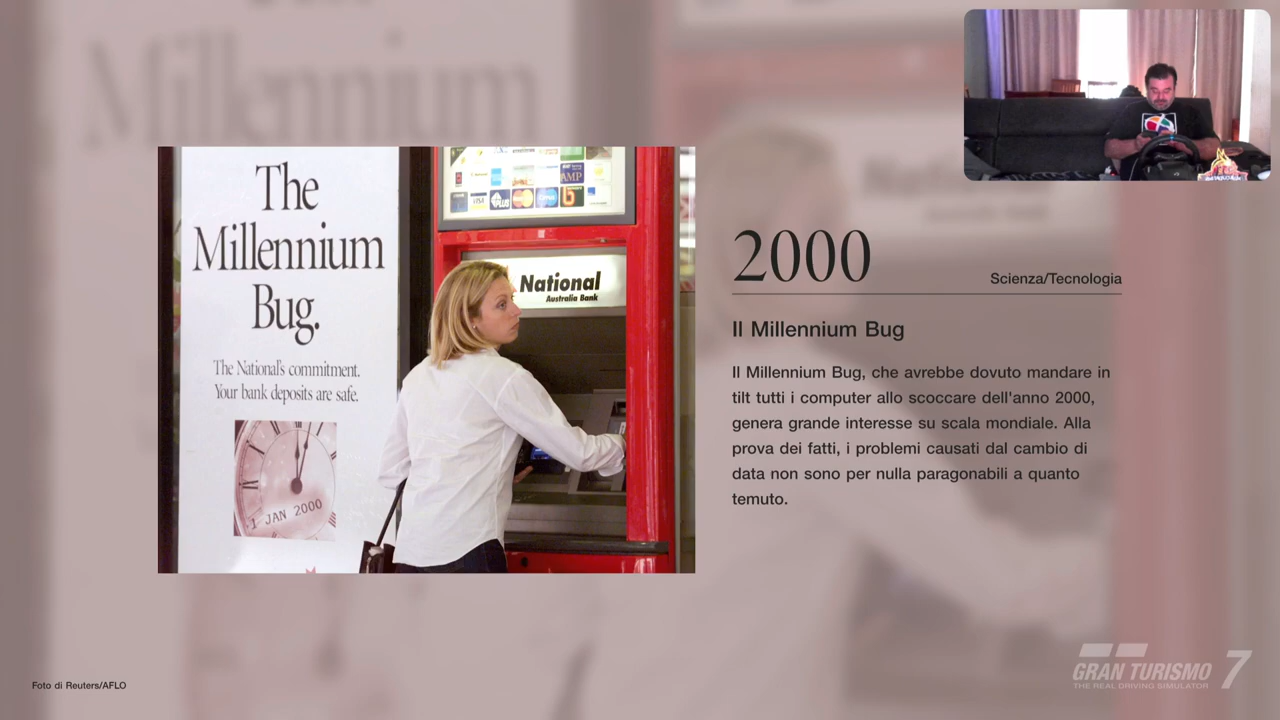 The
Millennium
Bug.
The National's commitment.
Your bank deposits are safe.
1 JAN 2000
AMP
VISA
PLUS
National
Australia Bank
2000
Scienza/Tecnologia
Il Millennium Bug
Il Millennium Bug, che avrebbe dovuto mandare in
tilt tutti i computer allo scoccare dell'anno 2000,
genera grande interesse su scala mondiale. Alla
prova dei fatti, i problemi causati dal cambio di
data non sono per nulla paragonabili a quanto
temuto.
Foto di Reuters/AFLO
GRAN TURISMO 7
THE REAL DRIVING SIMULATOR